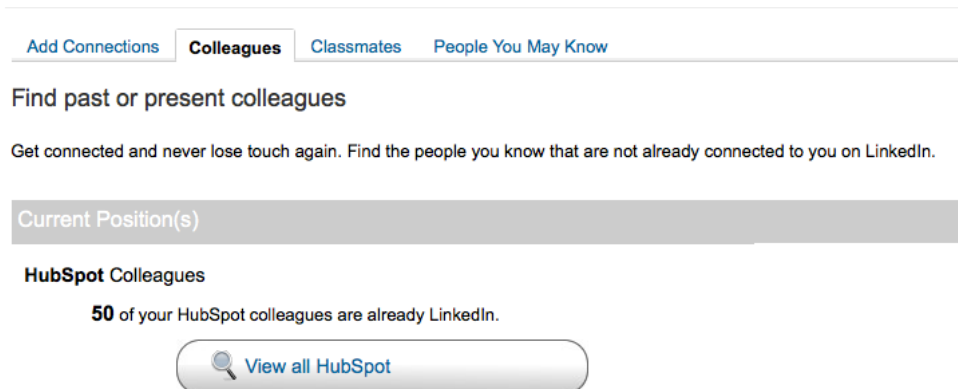 Add Connections Colleagues Classmates People You May Know
Find past or present colleagues
Get connected and never lose touch again. Find the people you know that are not already connected to you on LinkedIn.
Current Position(s)
HubSpot Colleagues
50 of your HubSpot colleagues are already LinkedIn.
View all HubSpot